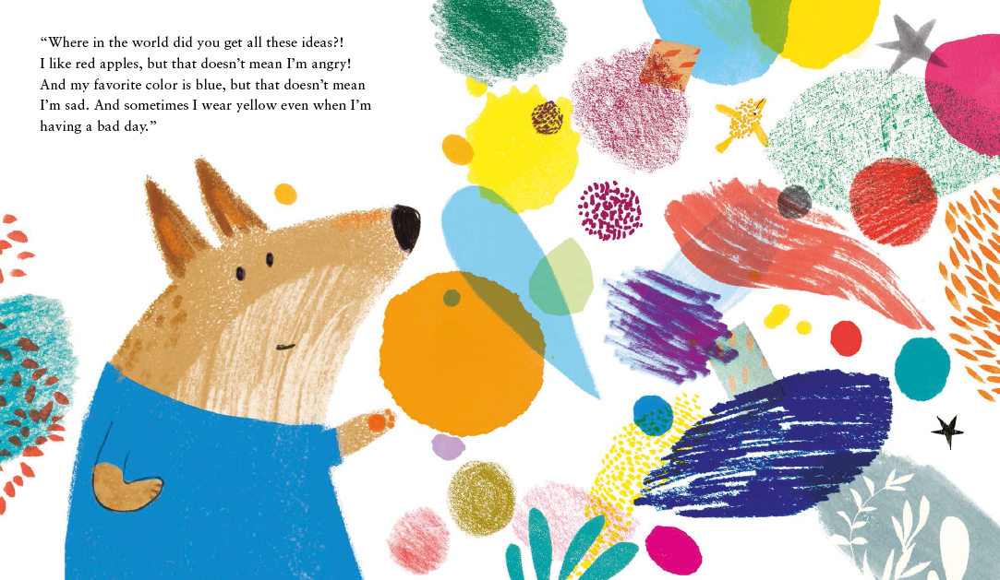 “Where in the world did you get all these ideas?!
I like red apples, but that doesn’t mean I’m angry!
And my favorite color is blue, but that doesn’t mean
I’m sad. And sometimes I wear yellow even when I’m
having a bad day.”